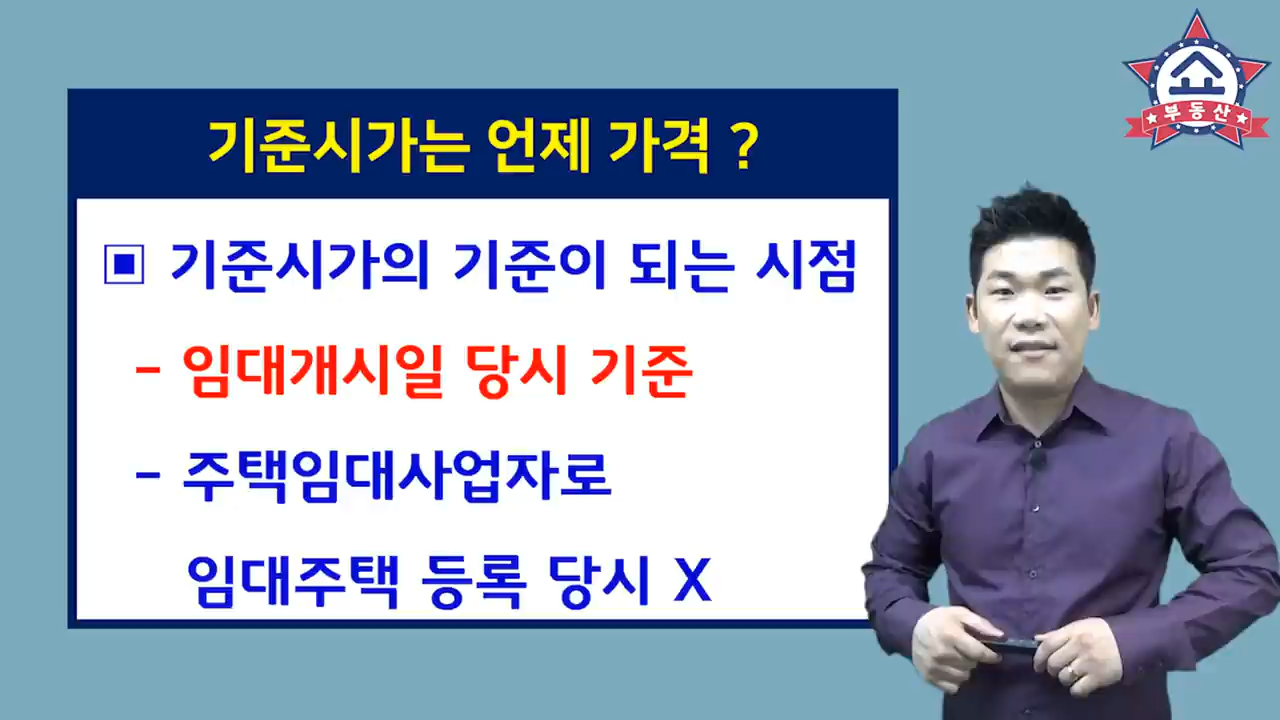 부동산
기준시가는 언제 가격 ?
▣ 기준시가의 기준이 되는 시점
- 임대개시일 당시 기준
- 주택임대사업자로
임대주택 등록 당시 X